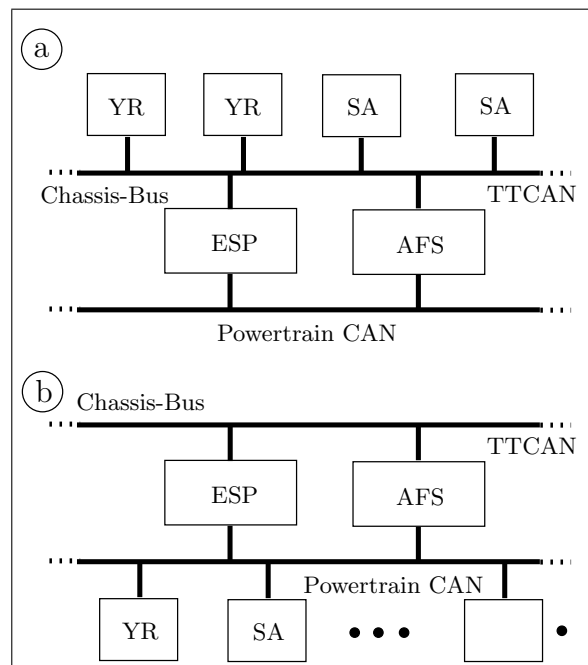 a
YR YR SA SA
Chassis-Bus TTCAN
ESP AFS
Powertrain CAN
b
Chassis-Bus
TTCAN
ESP AFS
Powertrain CAN
YR SA